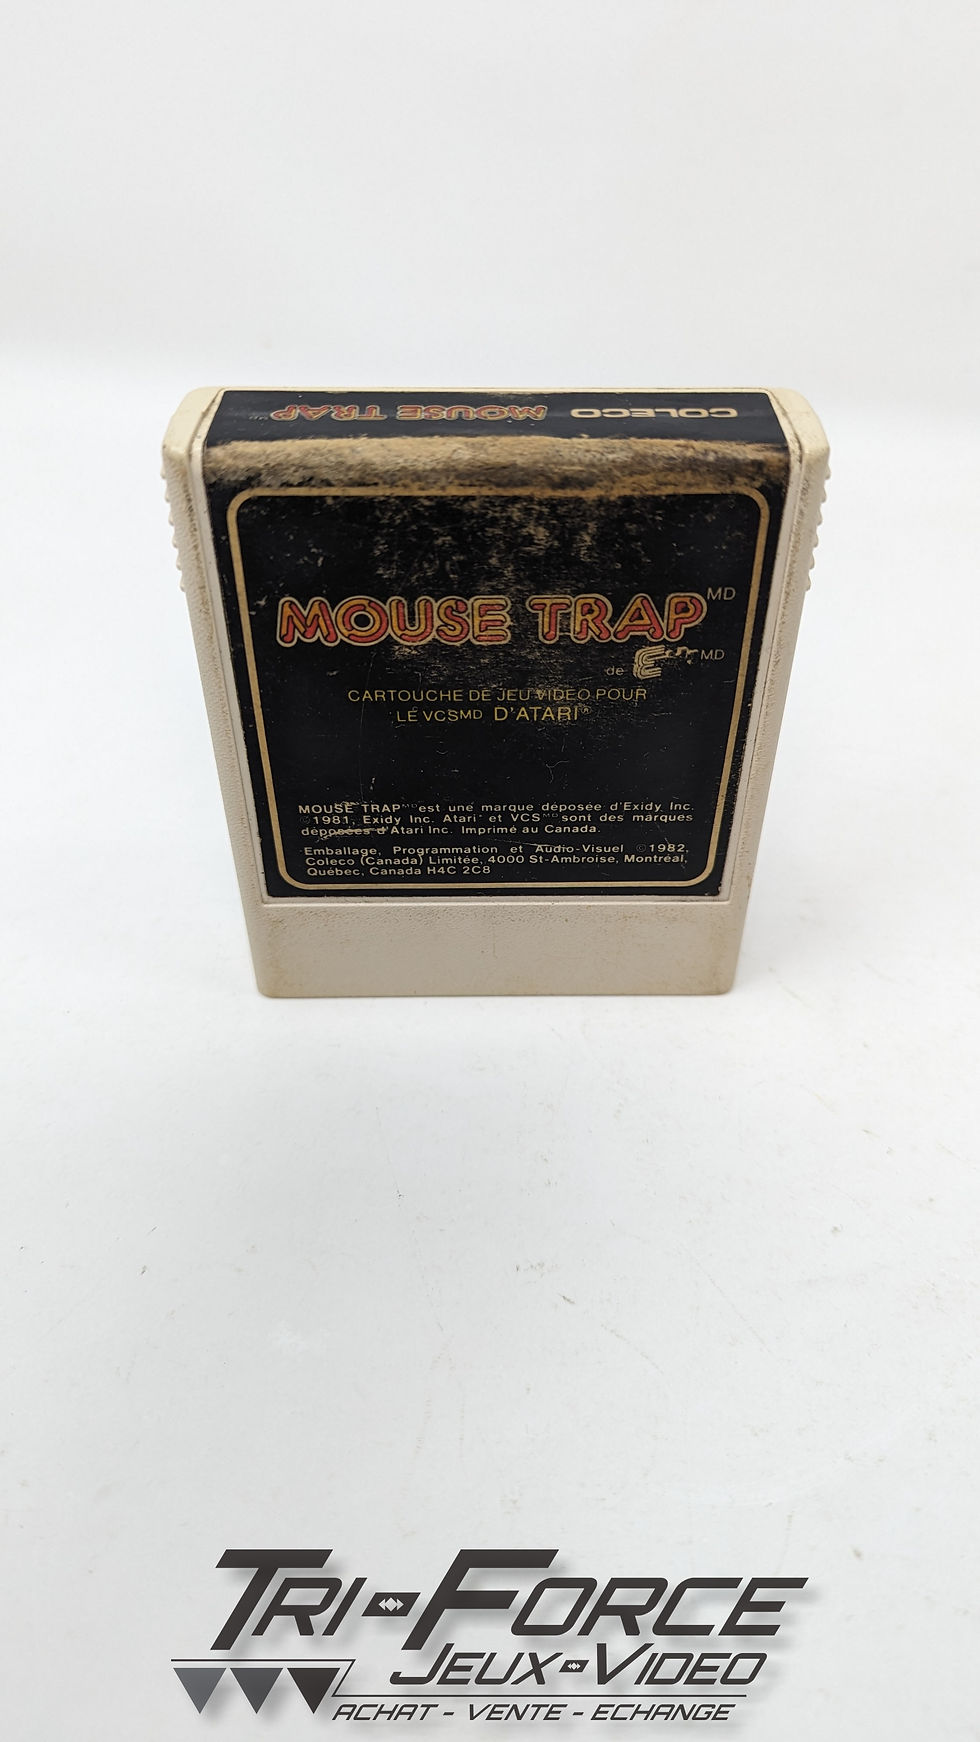 COLECO MOUSE TRAP
MOUSE TRAP MD
de E MD
CARTOUCHE DE JEU VIDEO POUR
LE VCSMD D'ATARI®
MOUSE TRAP MD est une marque déposée d'Exidy Inc.
©1981, Exidy Inc. Atari et VCS MD sont des marques
déposées d'Atari Inc. Imprimé au Canada.
Emballage, Programmation et Audio-Visuel ©1982,
Coleco (Canada) Limitée, 4000 St-Ambroise, Montréal,
Québec, Canada H4C 2C8
TRI-FORCE
JEUX-VIDEO
ACHAT - VENTE - ECHANGE